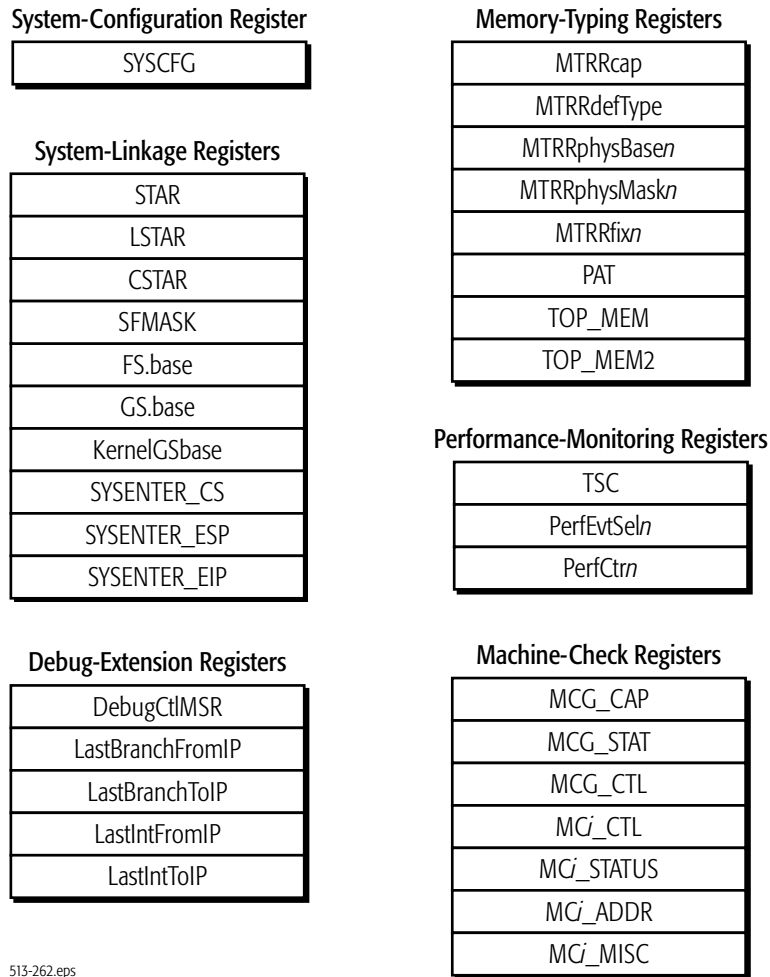 System-Configuration Register
SYSCFG
System-Linkage Registers
STAR
LSTAR
CSTAR
SFMASK
FS.base
GS.base
KernelGSbase
SYSENTER_CS
SYSENTER_ESP
SYSENTER_EIP
Debug-Extension Registers
DebugCtlMSR
LastBranchFromIP
LastBranchToIP
LastIntFromIP
LastIntToIP
513-262.eps
Memory-Typing Registers
MTRRcap
MTRRdefType
MTRRphysBasen
MTRRphysMaskn
MTRRfixn
PAT
TOP_MEM
TOP_MEM2
Performance-Monitoring Registers
TSC
PerfEvtSeln
PerfCtrn
Machine-Check Registers
MCG_CAP
MCG_STAT
MCG_CTL
MCi_CTL
MCi_STATUS
MCi_ADDR
MCi_MISC